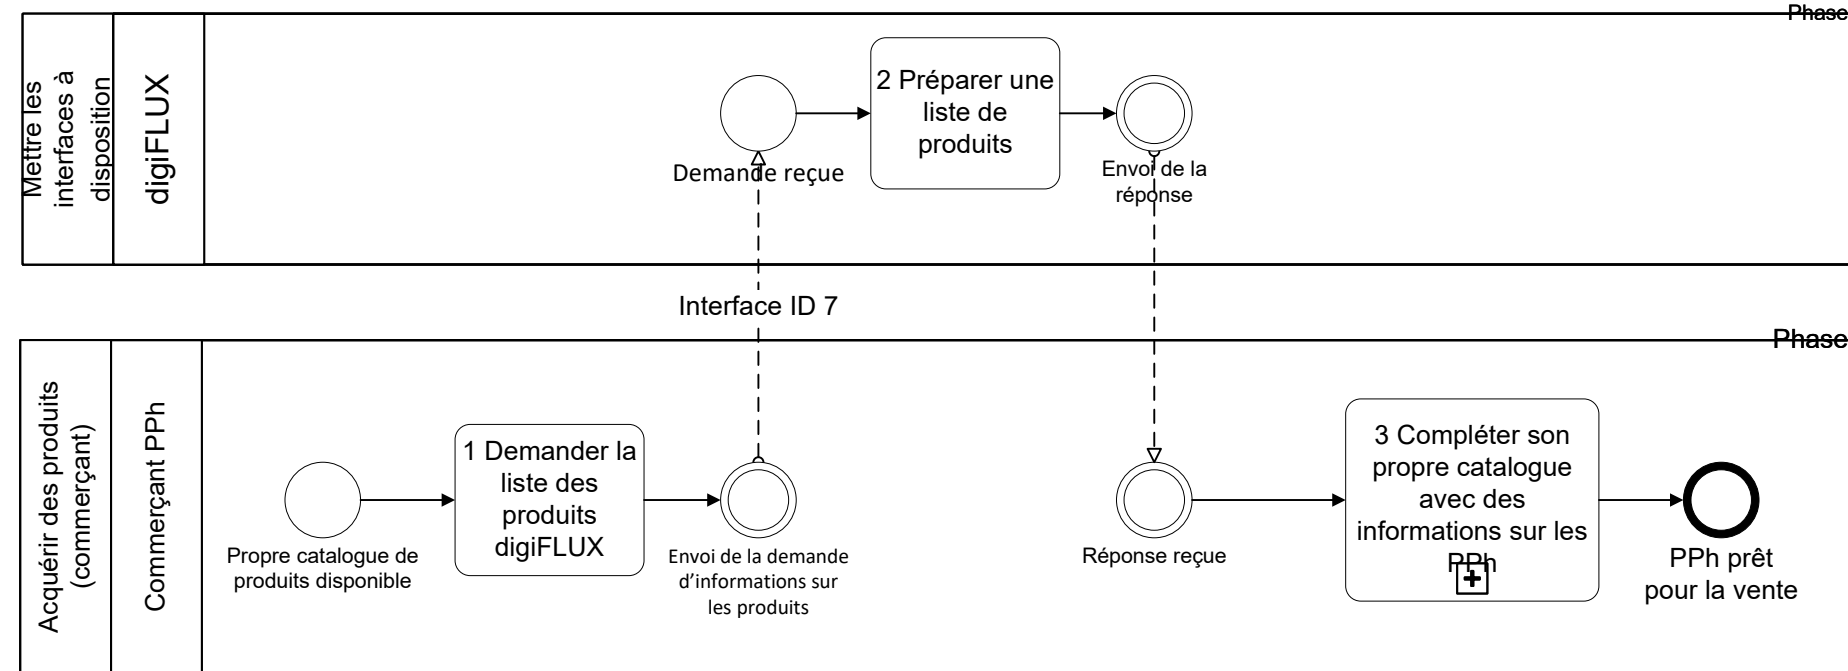 Phase
Mettre les
interfaces à
disposition
digiFLUX
2 Préparer une
liste de
produits
Demande reçue
Envoi de la
réponse
Interface ID 7
Phase
Acquérir des produits
(commerçant)
Commerçant PPh
Propre catalogue de
produits disponible
1 Demander la
liste des
produits
digiFLUX
Envoi de la demande
d’informations sur
les produits
Réponse reçue
3 Compléter son
propre catalogue
avec des
informations sur les
PPh
PPh prêt
pour la vente